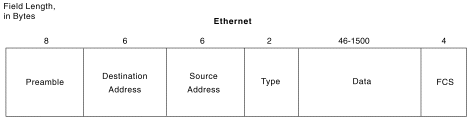 Field Length,
in Bytes
Ethernet
8 6 6 2 46-1500 4
Preamble Destination Address Source Address Type Data FCS